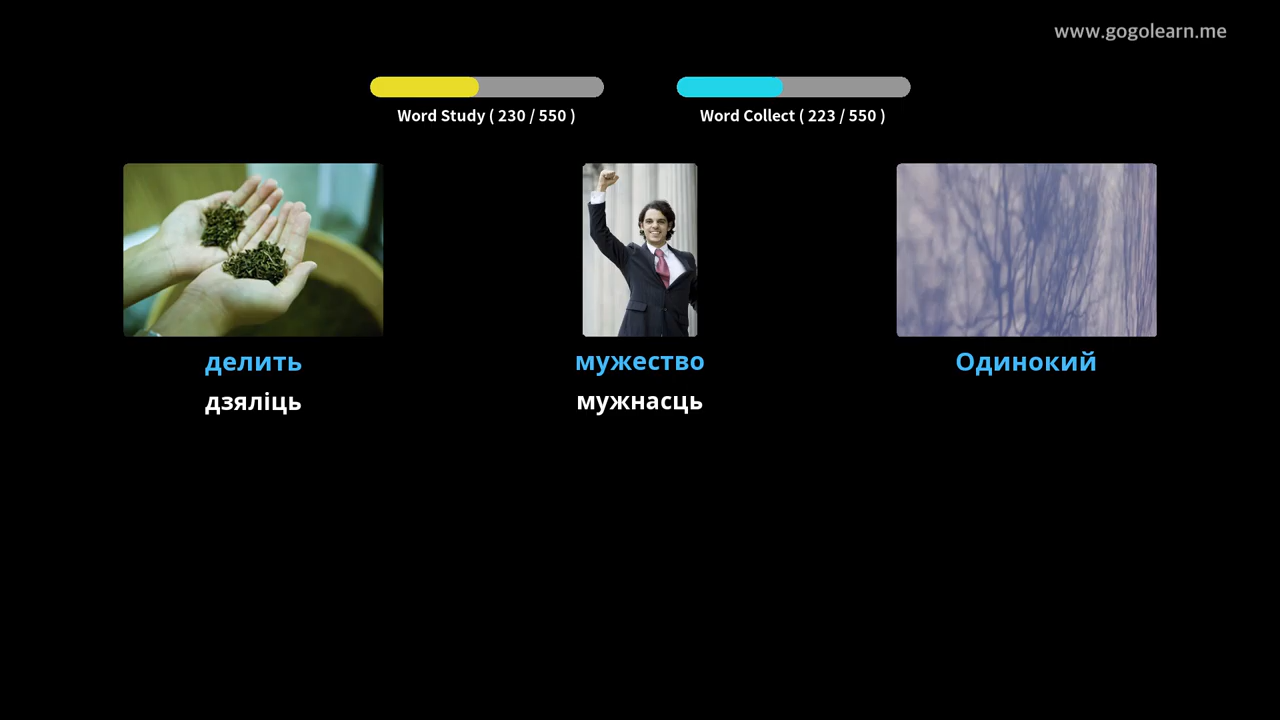 www.gogolearn.me
Word Study ( 230 / 550 )
Word Collect ( 223 / 550 )
делить
дзяліць
мужество
мужнасць
Одинокий